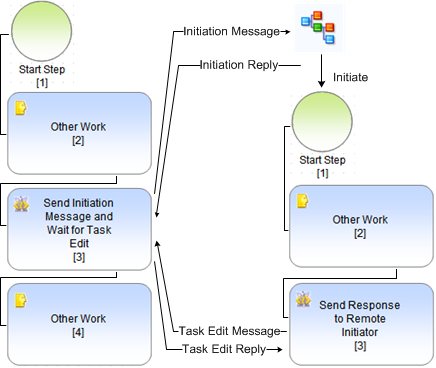 Start Step
[1]
Other Work
[2]
Send Initiation
Message and
Wait for Task
Edit
[3]
Other Work
[4]
Initiation Message
Initiation Reply
Initiate
Start Step
[1]
Other Work
[2]
Send Response
to Remote
Initiator
[3]
Task Edit Message
Task Edit Reply